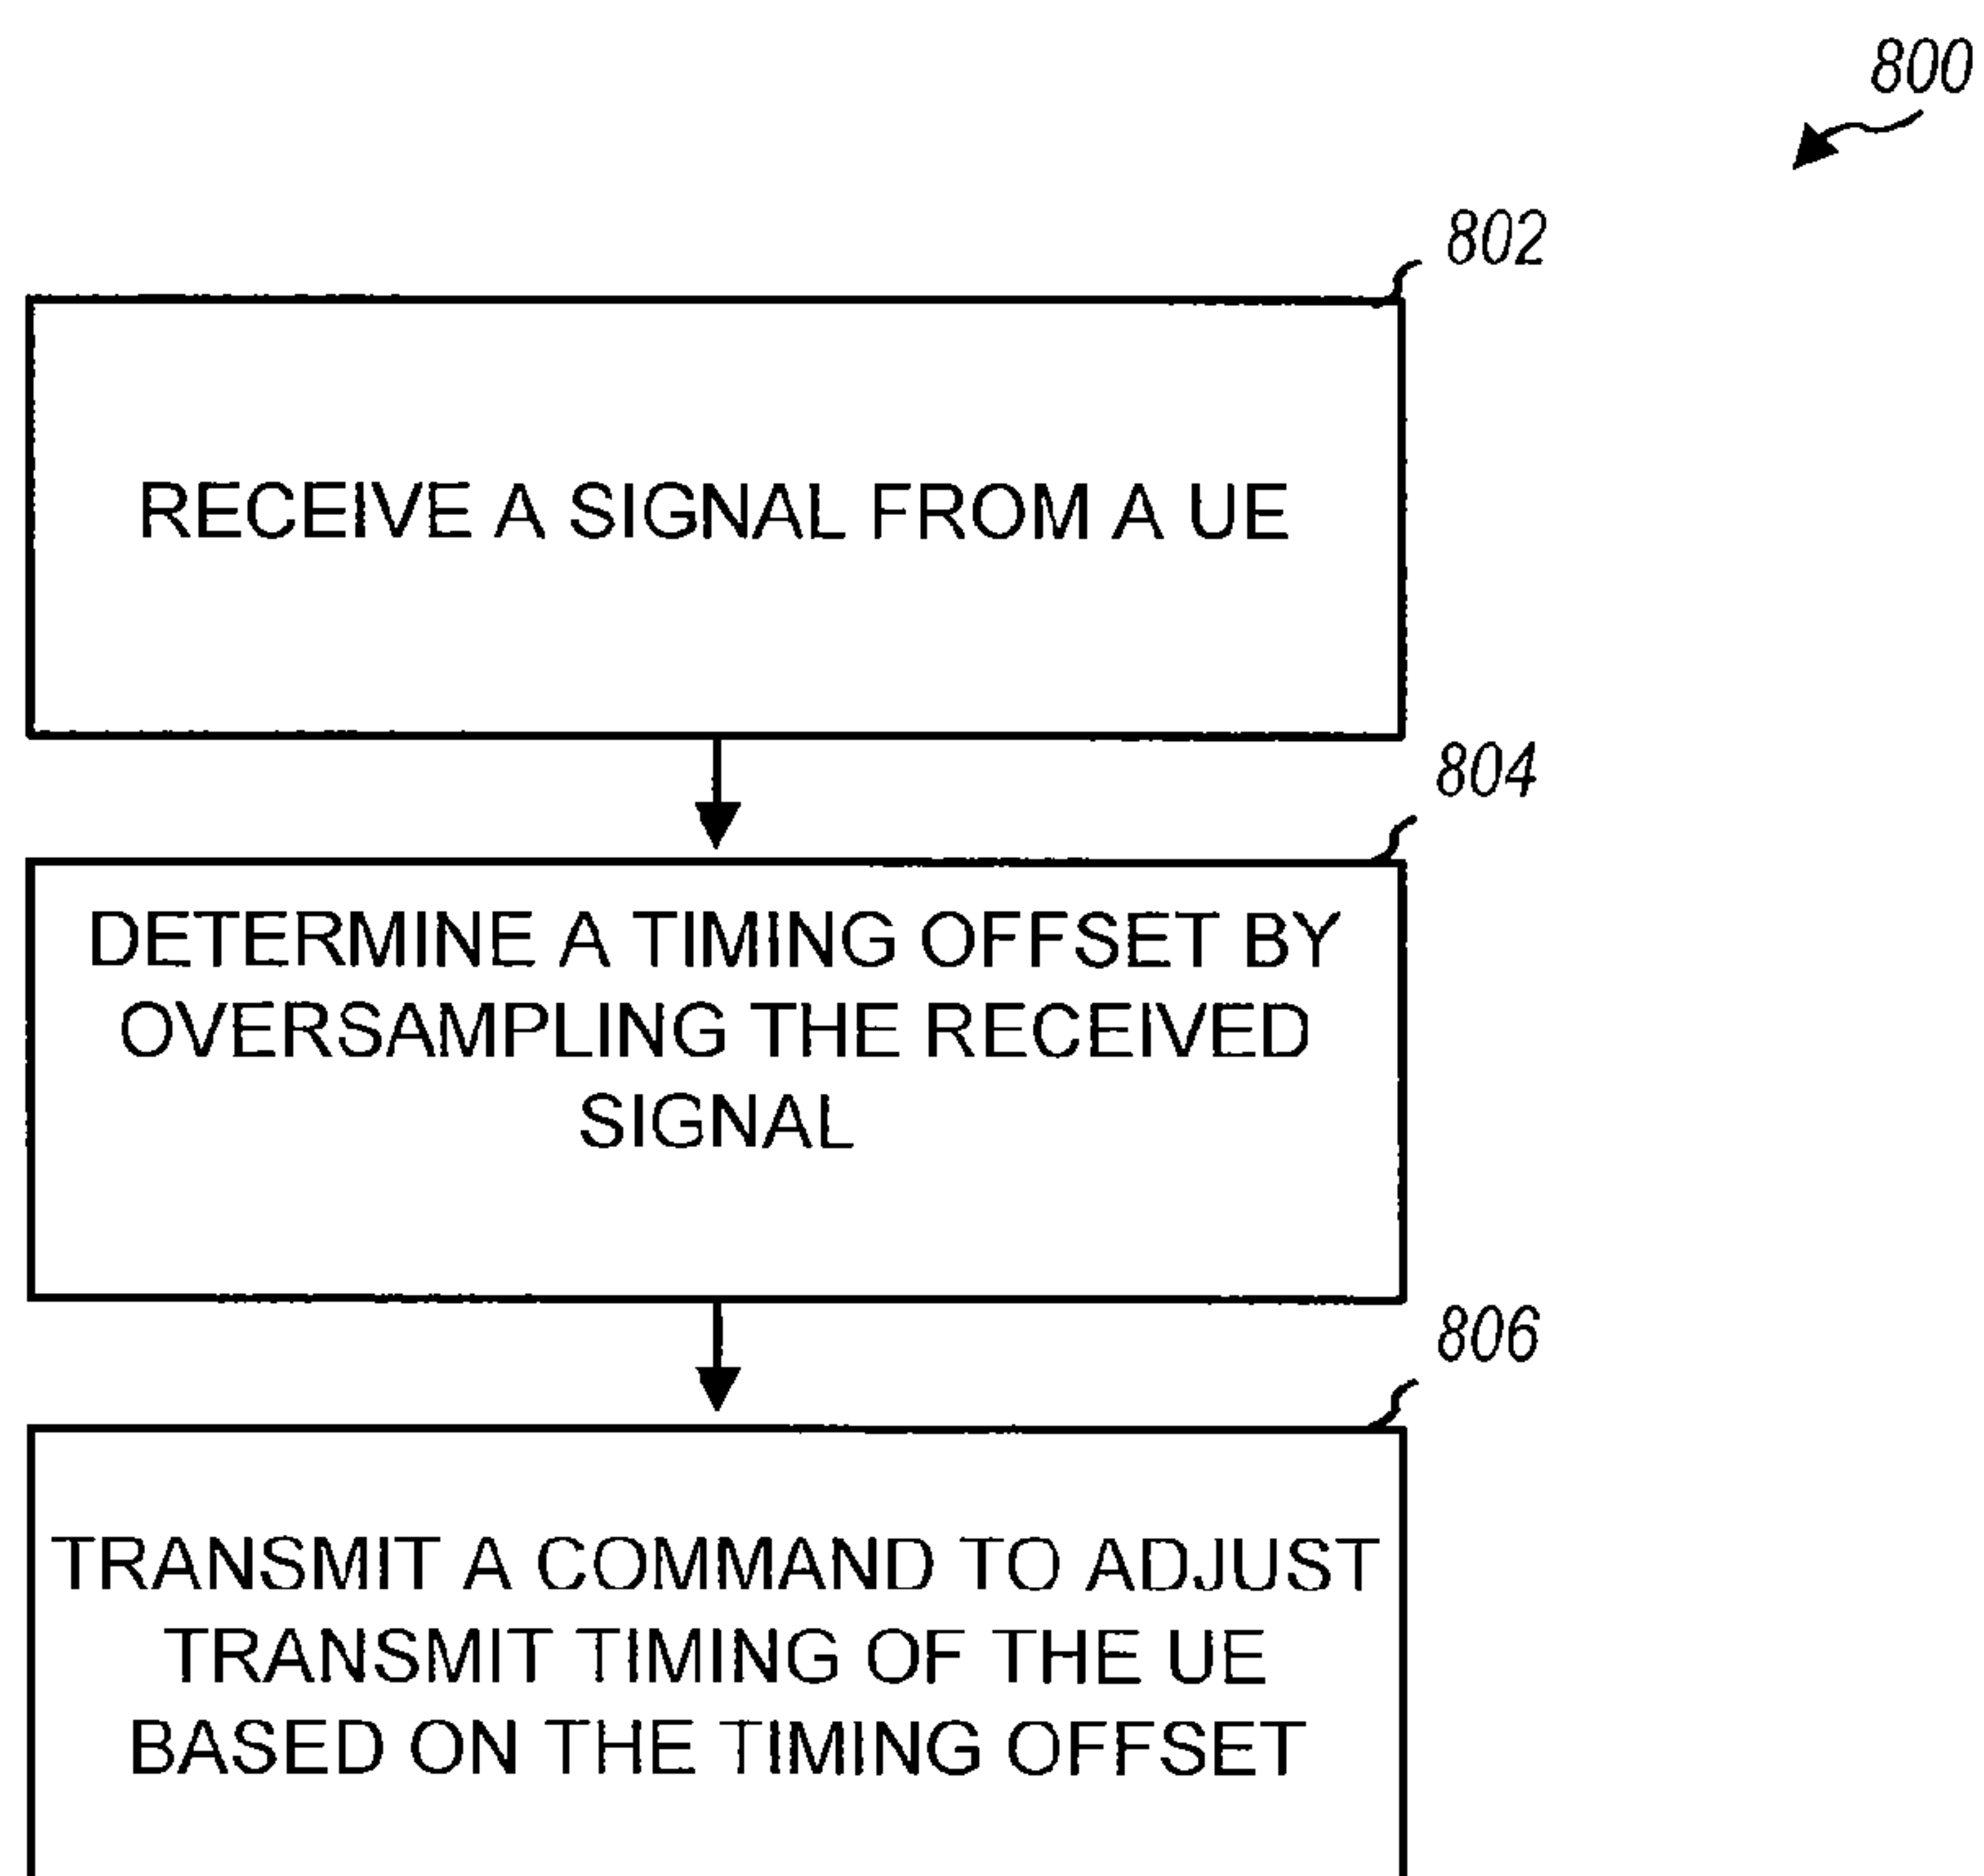 800
802
RECEIVE A SIGNAL FROM A UE
804
DETERMINE A TIMING OFFSET BY
OVERSAMPLING THE RECEIVED
SIGNAL
806
TRANSMIT A COMMAND TO ADJUST
TRANSMIT TIMING OF THE UE
BASED ON THE TIMING OFFSET